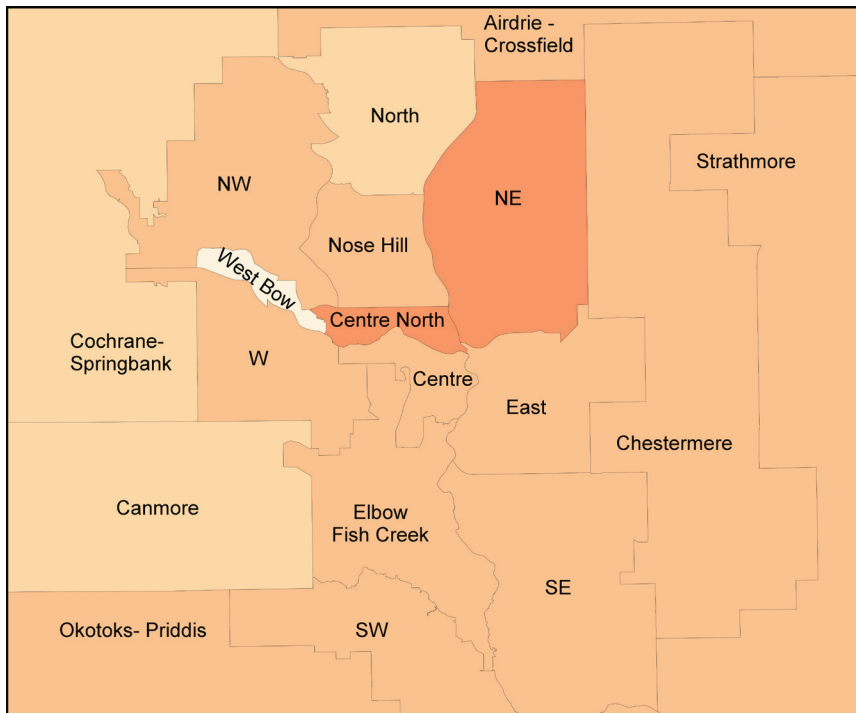 Airdrie -
Crossfield
North
Strathmore
NW
NE
Nose Hill
West Bow
Centre North
Cochrane-
Springbank
W
Centre
East
Chestermere
Canmore
Elbow
Fish Creek
SE
Okotoks- Priddis
SW